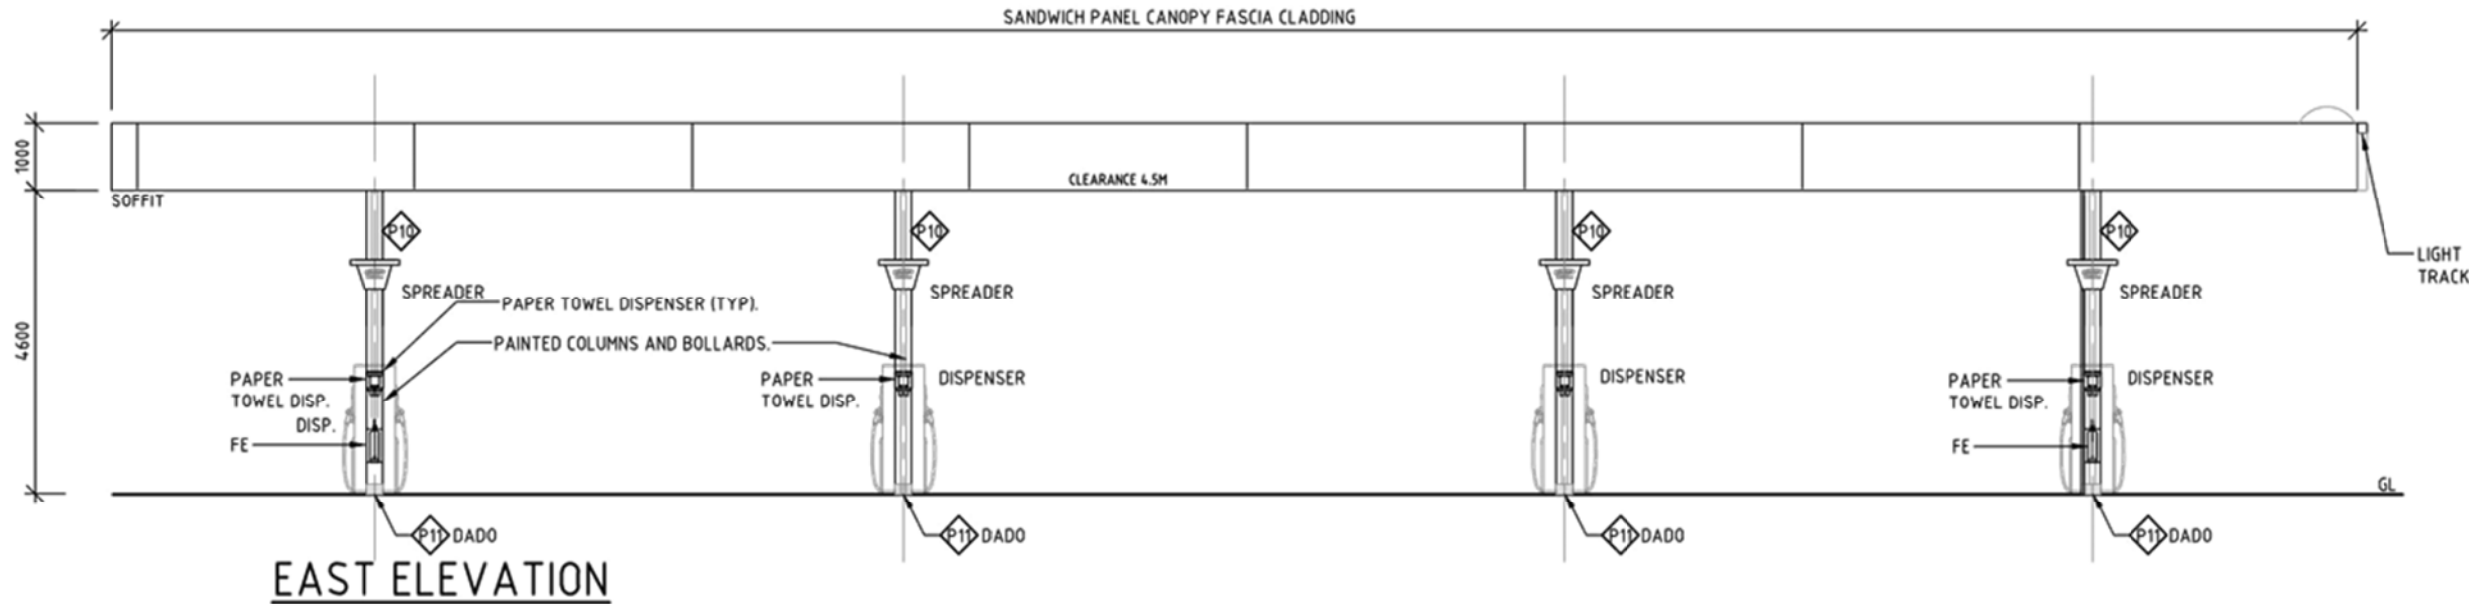 SANDWICH PANEL CANOPY FASCIA CLADDING
1000
CLEARANCE 4.5M
SOFFIT
P10
P10
P10
P10
LIGHT
TRACK
SPREADER
SPREADER
SPREADER
SPREADER
PAPER TOWEL DISPENSER (TYP).
4600
PAINTED COLUMNS AND BOLLARDS.
PAPER
TOWEL DISP.
DISP.
FE
PAPER
TOWEL DISP.
DISPENSER
DISPENSER
PAPER
TOWEL DISP.
DISPENSER
FE
GL
P11 DADO
P11 DADO
P11 DADO
P11 DADO
EAST ELEVATION